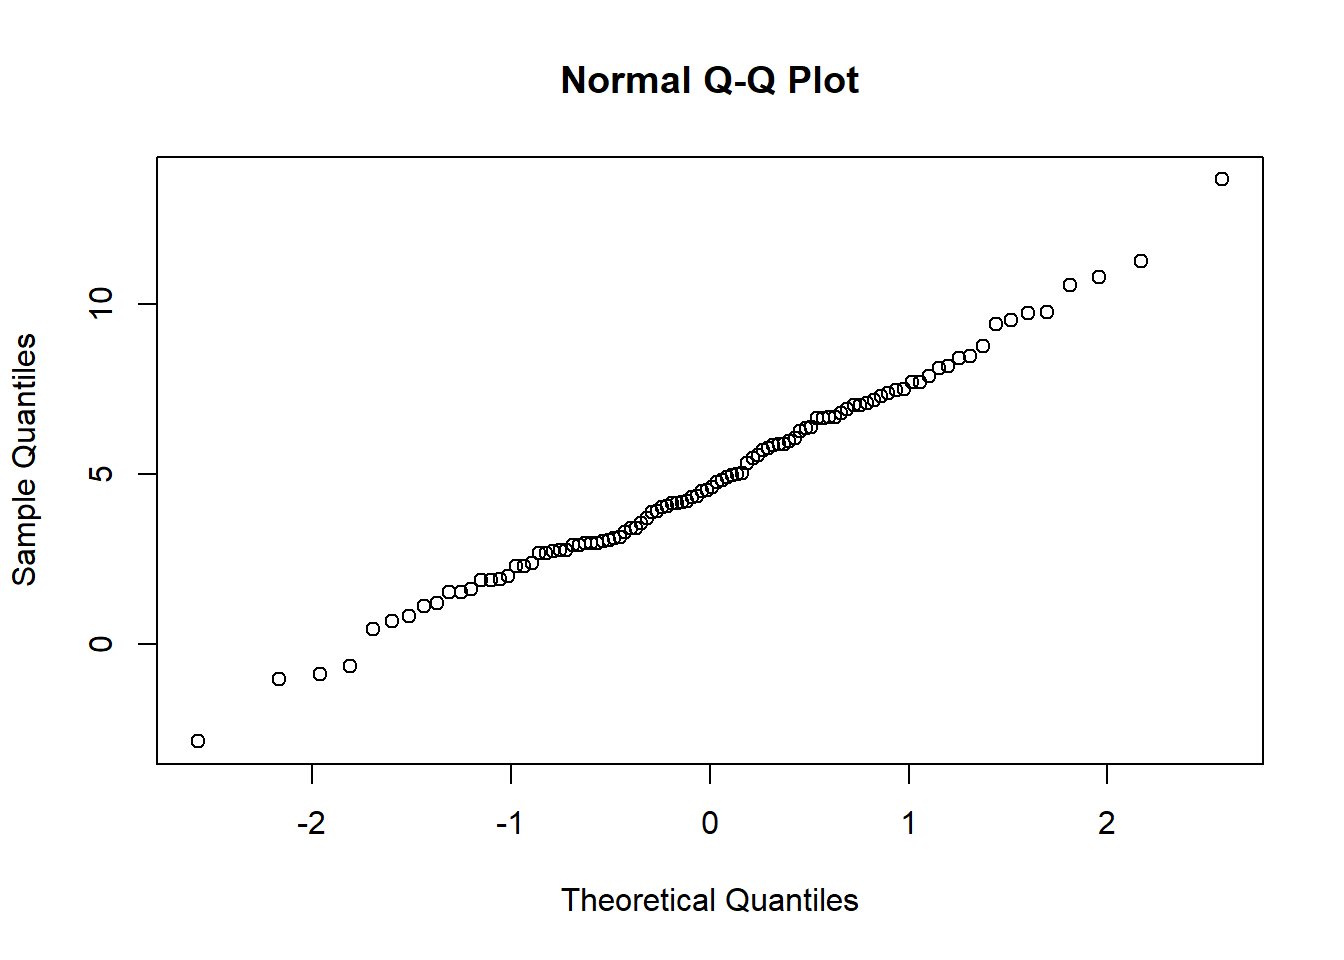 Normal Q-Q Plot
Sample Quantiles
10
5
0
-2 -1 0 1 2
Theoretical Quantiles